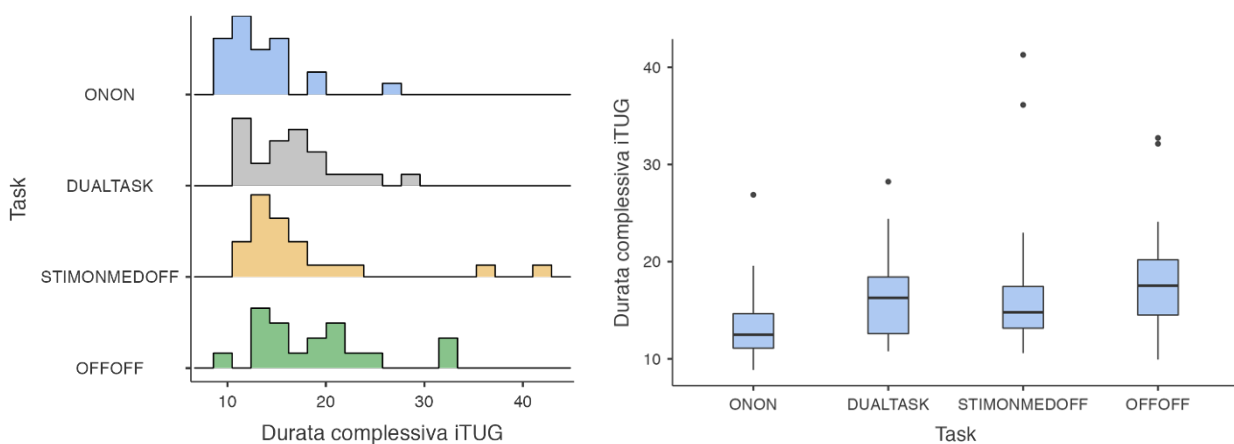 Task
ONON
DUALTASK
STIMONMEDOFF
OFFOFF
10 20 30 40
Durata complessiva iTUG
Durata complessiva iTUG
40
30
20
10
ONON DUALTASK STIMONMEDOFF OFFOFF
Task